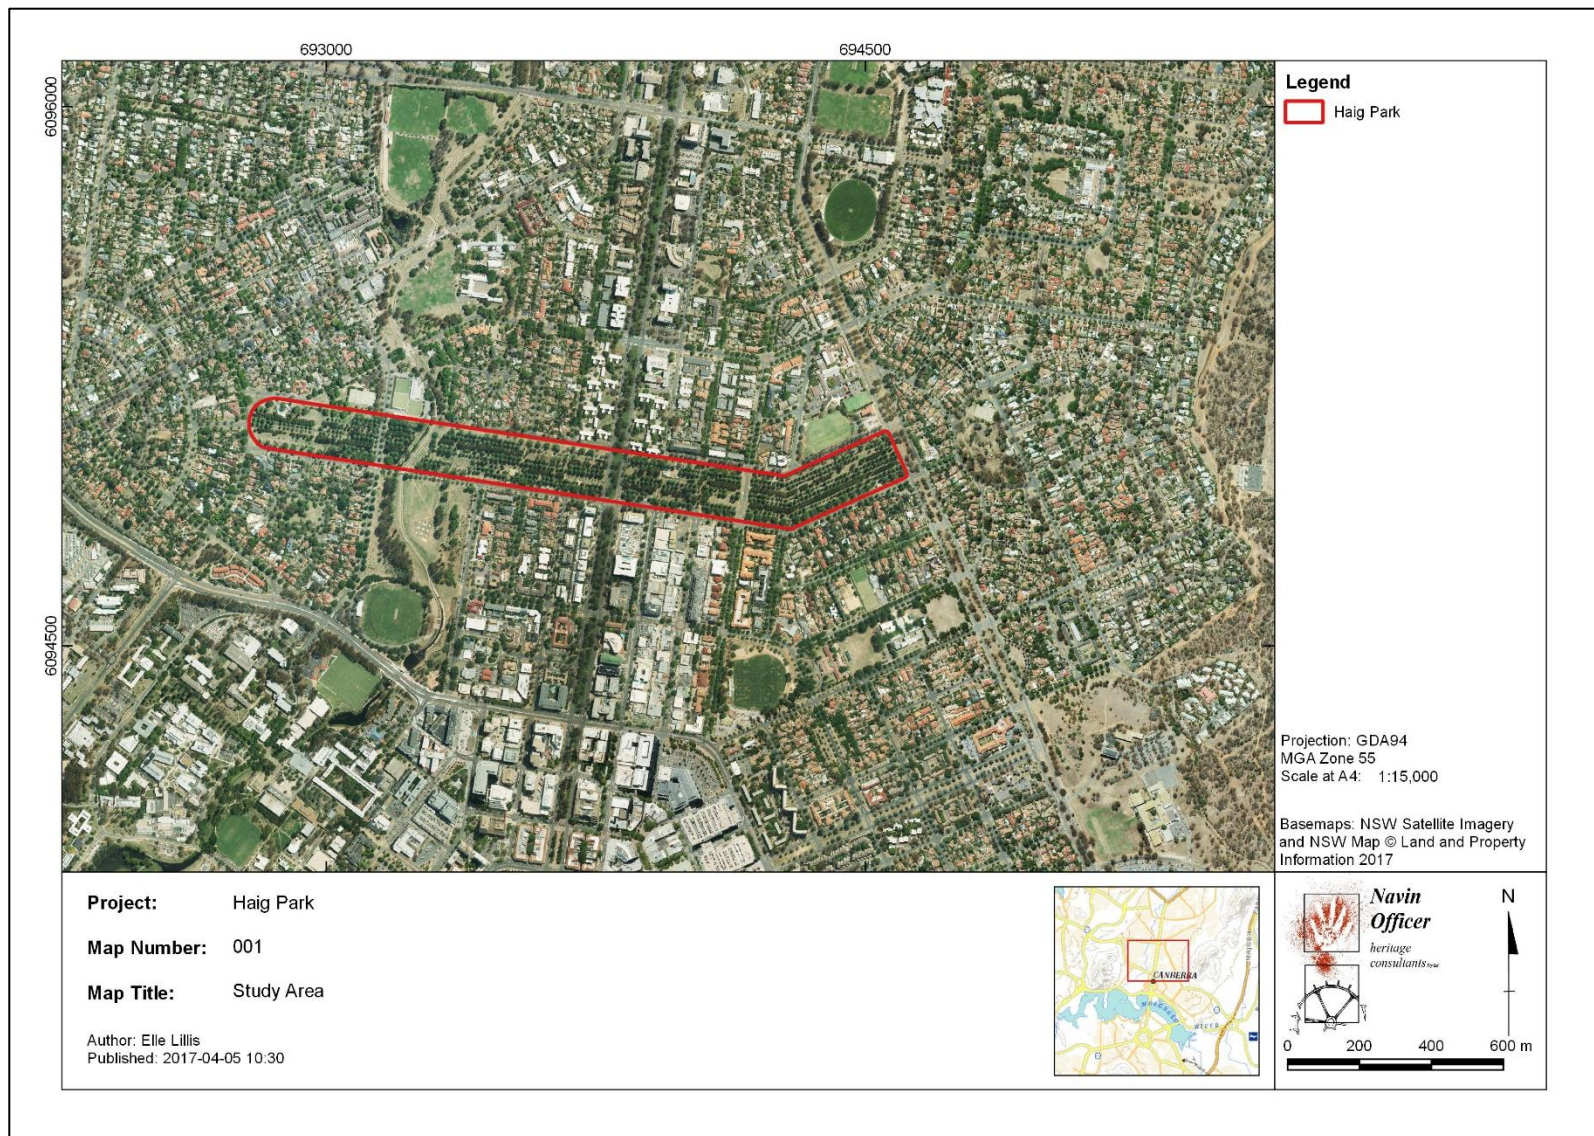 693000
694500
6096000
6094500
Legend
Haig Park
Projection: GDA94
MGA Zone 55
Scale at A4: 1:15,000
Basemaps: NSW Satellite Imagery
and NSW Map © Land and Property
Information 2017
Project: Haig Park
Map Number: 001
Map Title: Study Area
Author: Elle Lillis
Published: 2017-04-05 10:30
CANBERRA
MOLONGLO
RIVER
Navin
Officer
heritage
consultants
N
0 200 400 600 m